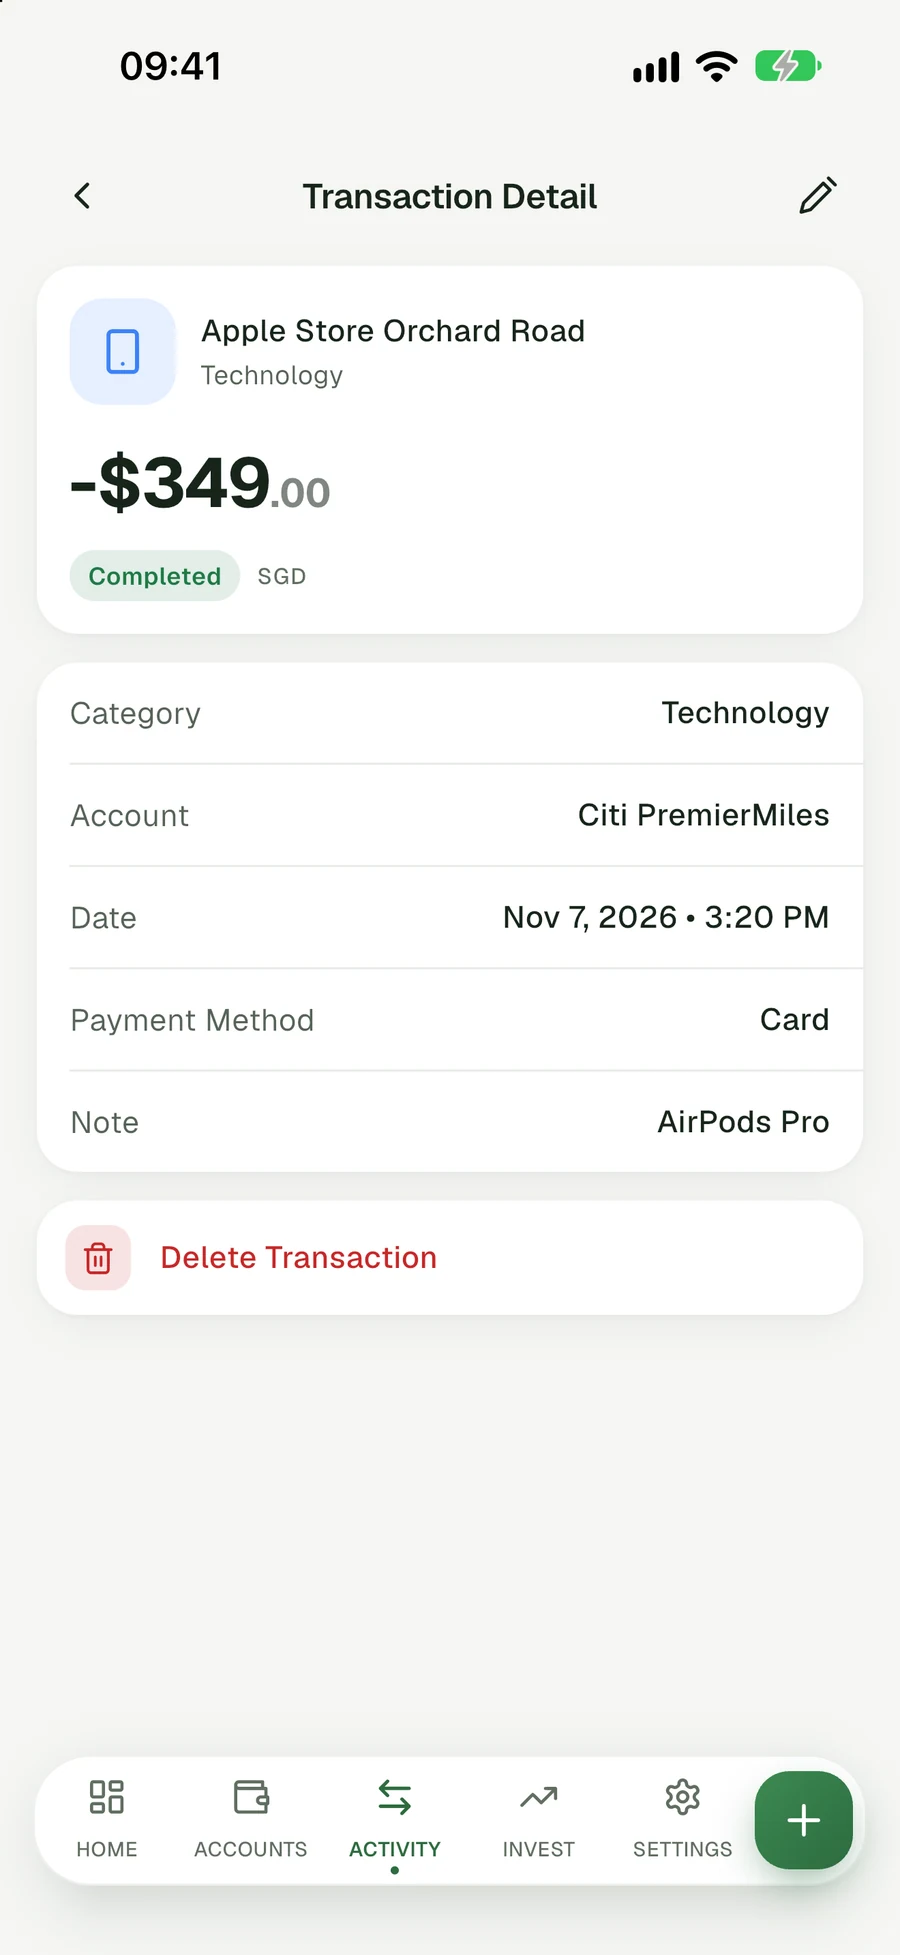 09:41
Transaction Detail
Apple Store Orchard Road
Technology
-$349.00
Completed SGD
Category Technology
Account Citi PremierMiles
Date Nov 7, 2026 • 3:20 PM
Payment Method Card
Note AirPods Pro
Delete Transaction
HOME ACCOUNTS ACTIVITY INVEST SETTINGS